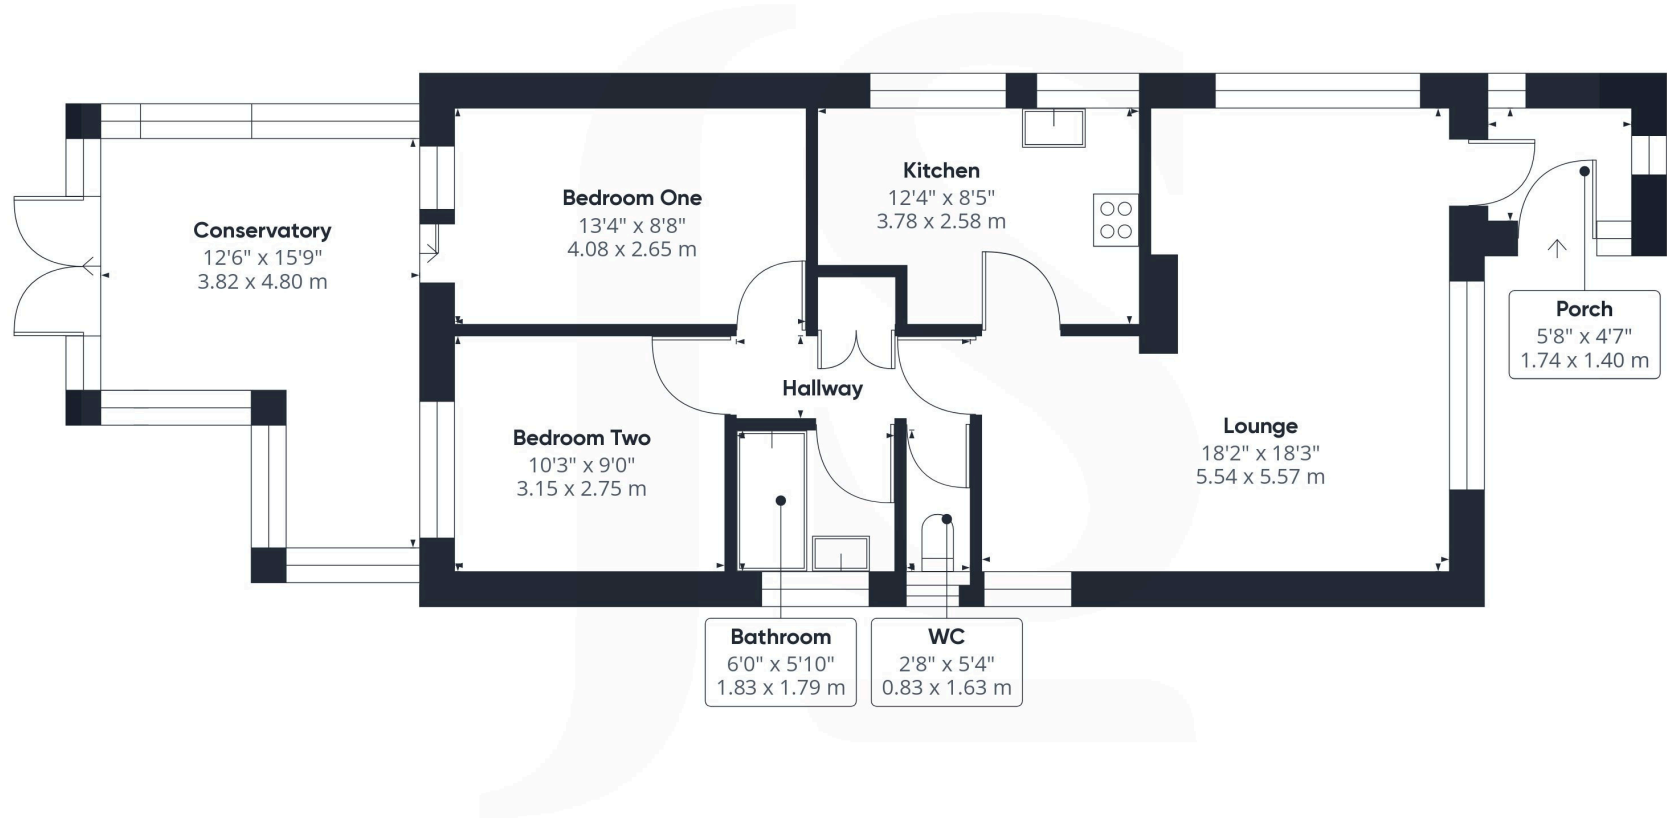 Conservatory
12'6" x 15'9"
3.82 x 4.80 m
Bedroom One
13'4" x 8'8"
4.08 x 2.65 m
Kitchen
12'4" x 8'5"
3.78 x 2.58 m
Porch
5'8" x 4'7"
1.74 x 1.40 m
Hallway
Bedroom Two
10'3" x 9'0"
3.15 x 2.75 m
Lounge
18'2" x 18'3"
5.54 x 5.57 m
Bathroom
6'0" x 5'10"
1.83 x 1.79 m
WC
2'8" x 5'4"
0.83 x 1.63 m